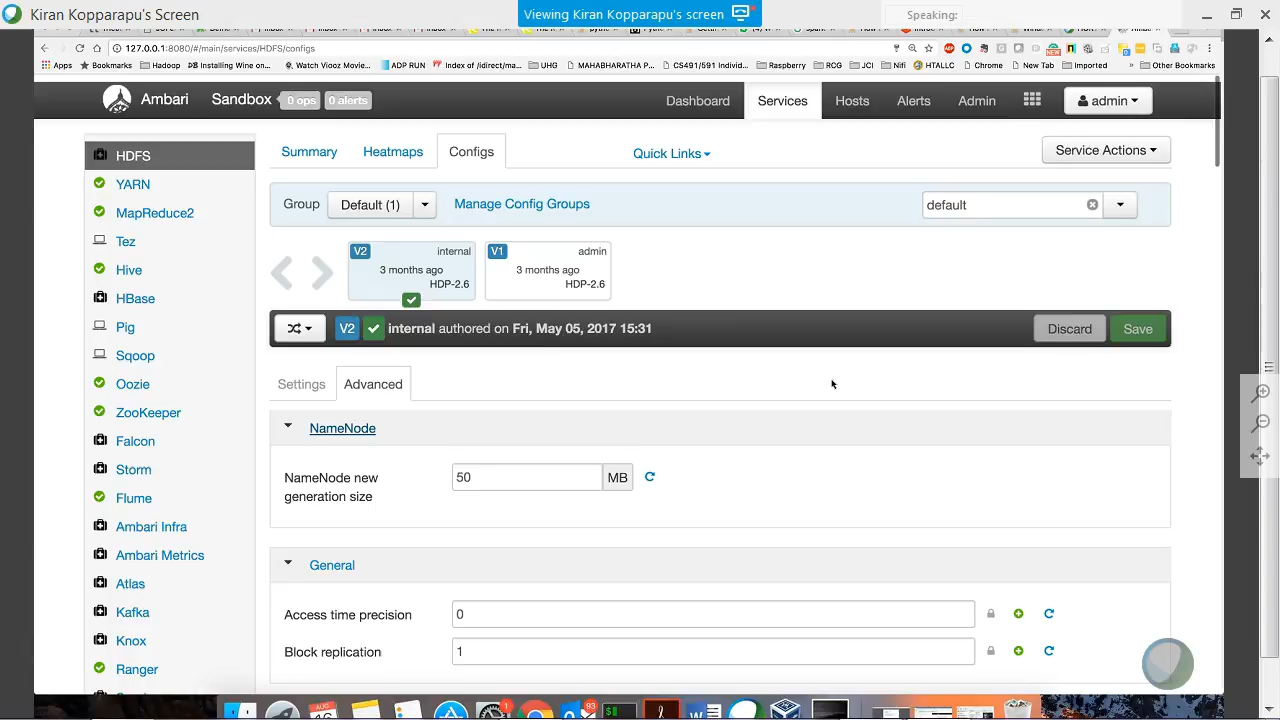 Kiran Kopparapu's screen
Viewing Kiran Kopparapu's screen
Speaking:
127.0.0.1:8080/#/main/services/HDFS/configs
Apps
Bookmarks
Hadoop
Installing Wine on...
Watch Viooz Movie...
ADP RUN
Index of /idirect/ma...
UHG
MAHABHARATHA P...
CS491/591 Individ...
Raspberry
RCG
JCI
Nifi
HTALLC
Chrome
New Tab
Imported
Other Bookmarks
Ambari
Sandbox
0 ops
0 alerts
Dashboard
Services
Hosts
Alerts
Admin
admin
HDFS
YARN
MapReduce2
Tez
Hive
HBase
Pig
Sqoop
Oozie
ZooKeeper
Falcon
Storm
Flume
Ambari Infra
Ambari Metrics
Atlas
Kafka
Knox
Ranger
Summary
Heatmaps
Configs
Quick Links
Service Actions
Group
Default (1)
Manage Config Groups
default
V2
internal
3 months ago
HDP-2.6
V1
admin
3 months ago
HDP-2.6
V2
internal authored on Fri, May 05, 2017 15:31
Discard
Save
Settings
Advanced
NameNode
NameNode new
generation size
50
MB
General
Access time precision
0
Block replication
1